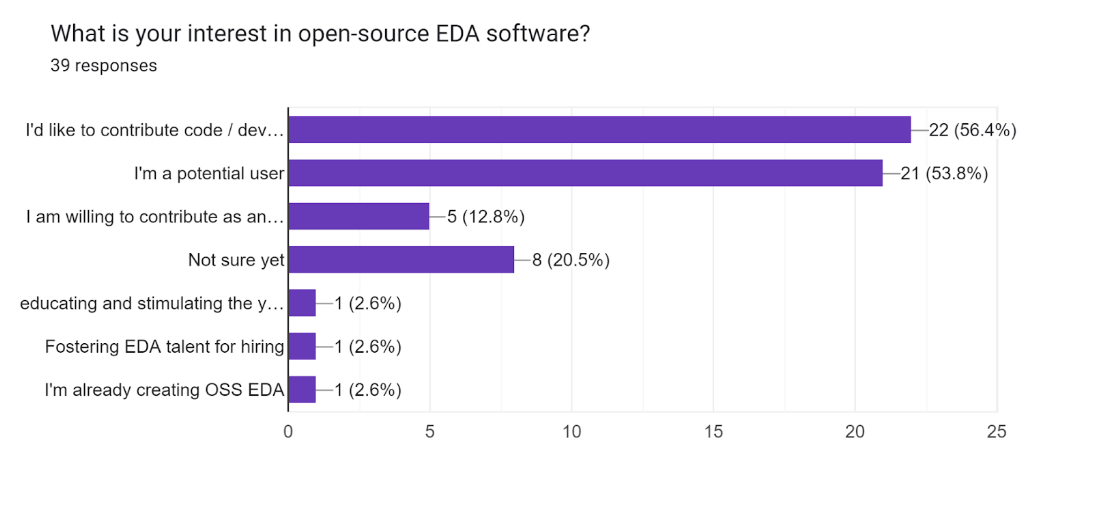 What is your interest in open-source EDA software?
39 responses
I'd like to contribute code / dev… 22 (56.4%)
I'm a potential user 21 (53.8%)
I am willing to contribute as an… 5 (12.8%)
Not sure yet 8 (20.5%)
educating and stimulating the y… 1 (2.6%)
Fostering EDA talent for hiring 1 (2.6%)
I'm already creating OSS EDA 1 (2.6%)
0 5 10 15 20 25